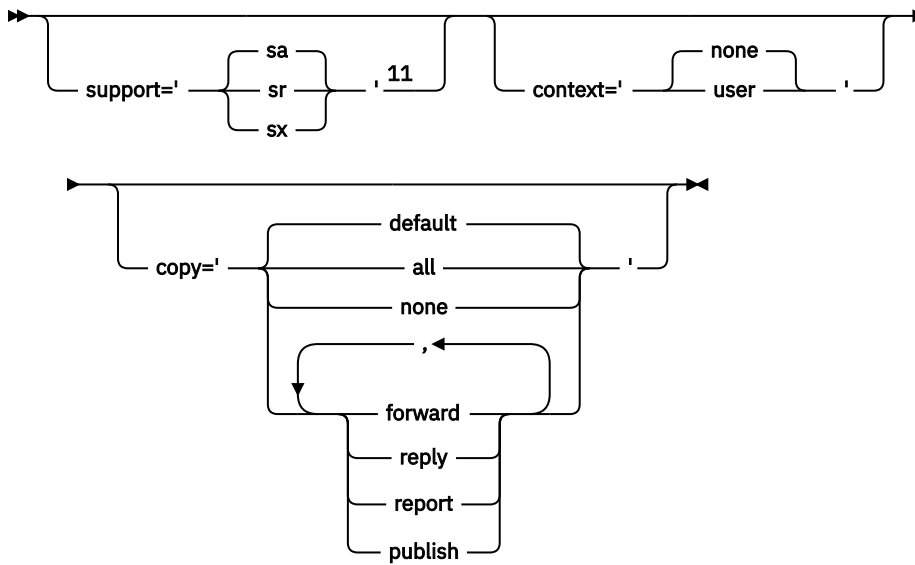 sa none
support=' sr ' 11 context=' user '
sx
default
copy=' all '
none
,
forward
reply
report
publish